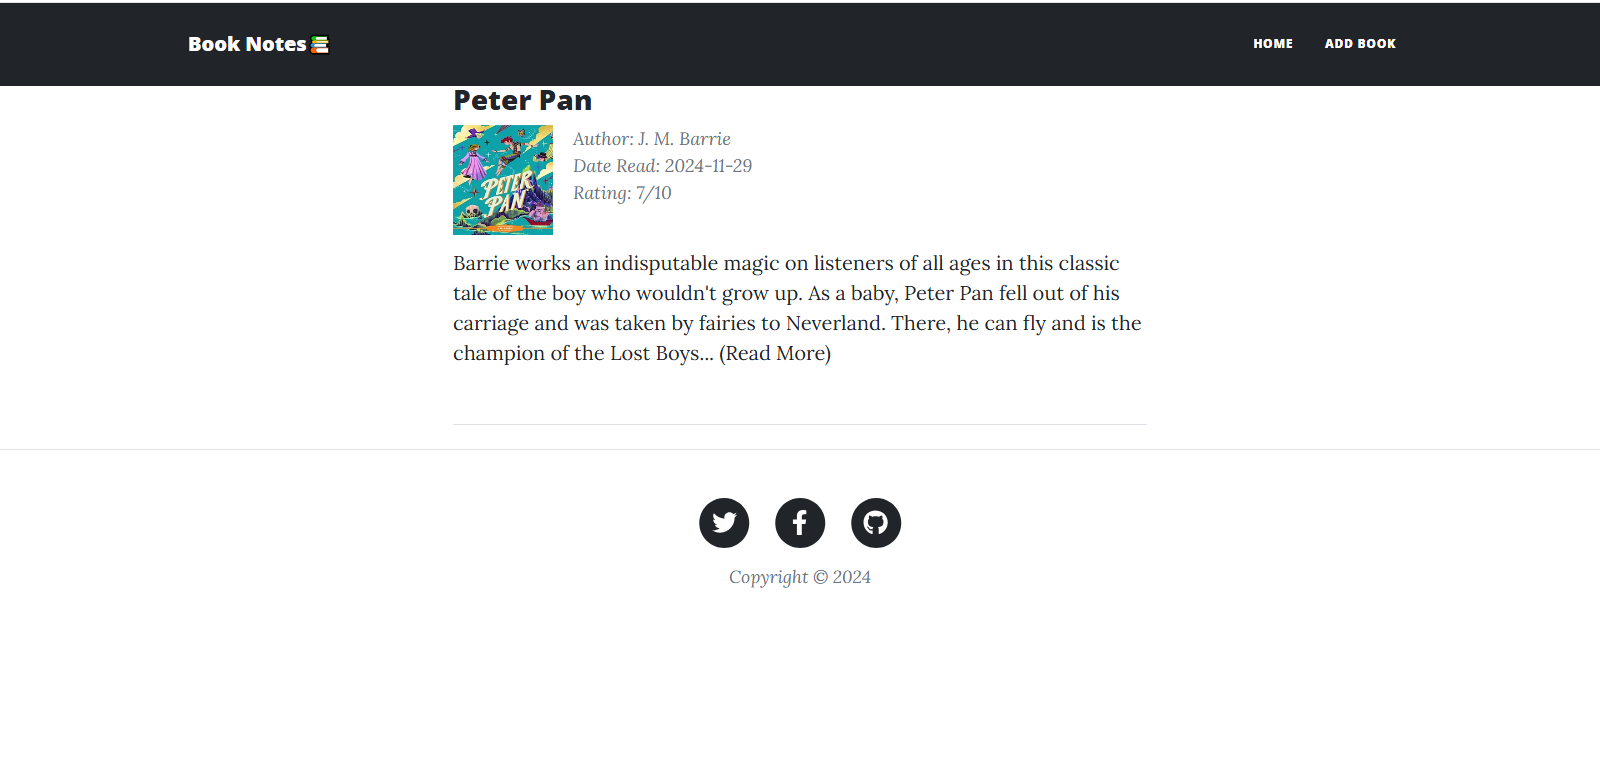 Book Notes
HOME
ADD BOOK
Peter Pan
PETER
PAN
Author: J. M. Barrie
Date Read: 2024-11-29
Rating: 7/10
Barrie works an indisputable magic on listeners of all ages in this classic
tale of the boy who wouldn't grow up. As a baby, Peter Pan fell out of his
carriage and was taken by fairies to Neverland. There, he can fly and is the
champion of the Lost Boys... (Read More)
Copyright © 2024